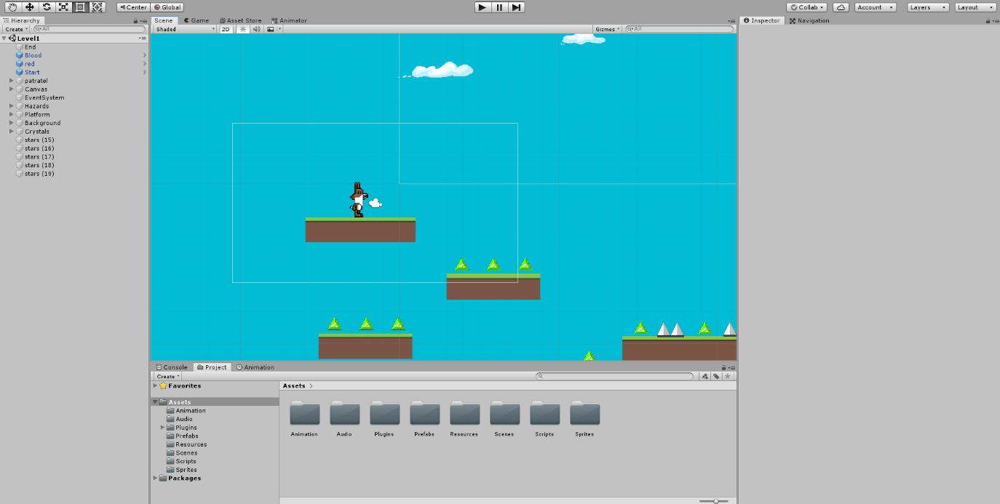 Center Global
Collab Account Layers Layout
Hierarchy
Create All
Level1
End
Blood
red
Start
patratel
Canvas
EventSystem
Hazards
Platform
Background
Crystals
stars (15)
stars (16)
stars (17)
stars (18)
stars (19)
Scene Game Asset Store Animator
Shaded 2D Gizmos All
Inspector Navigation
Console Project Animation
Create
Favorites
Assets
Animation
Audio
Plugins
Prefabs
Resources
Scenes
Scripts
Sprites
Packages
Assets
Animation Audio Plugins Prefabs Resources Scenes Scripts Sprites